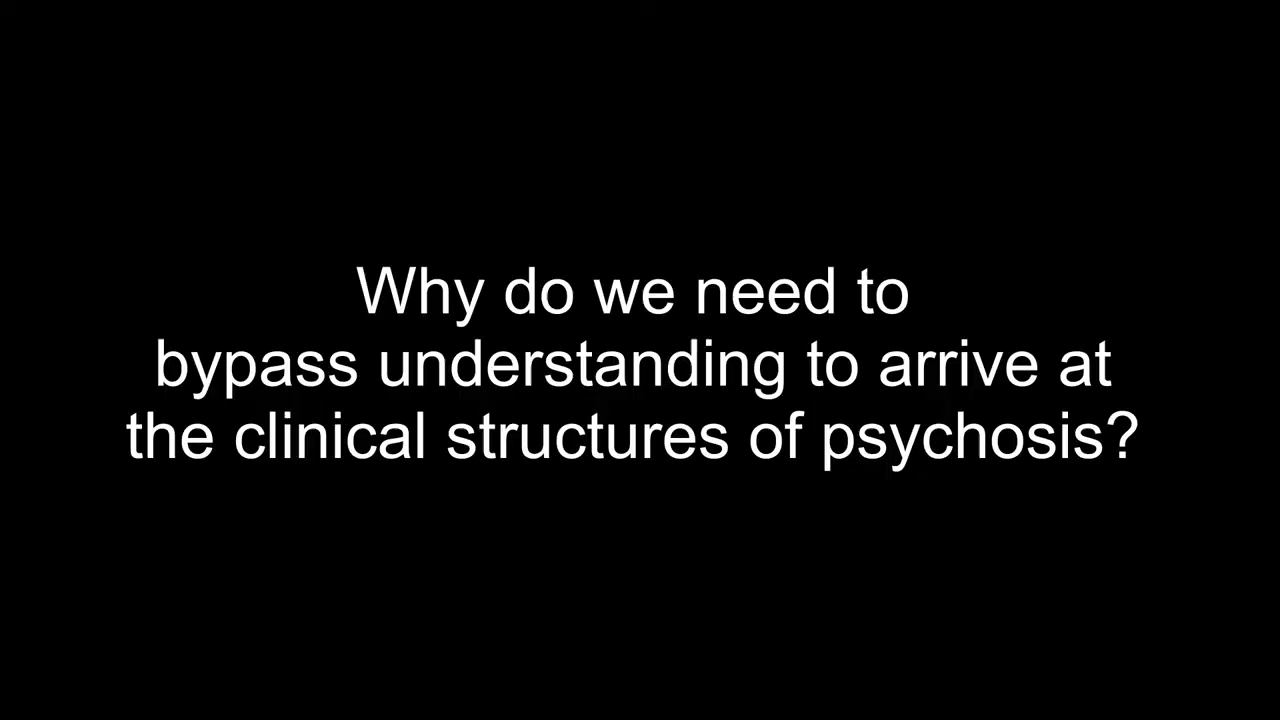 Why do we need to
bypass understanding to arrive at
the clinical structures of psychosis?